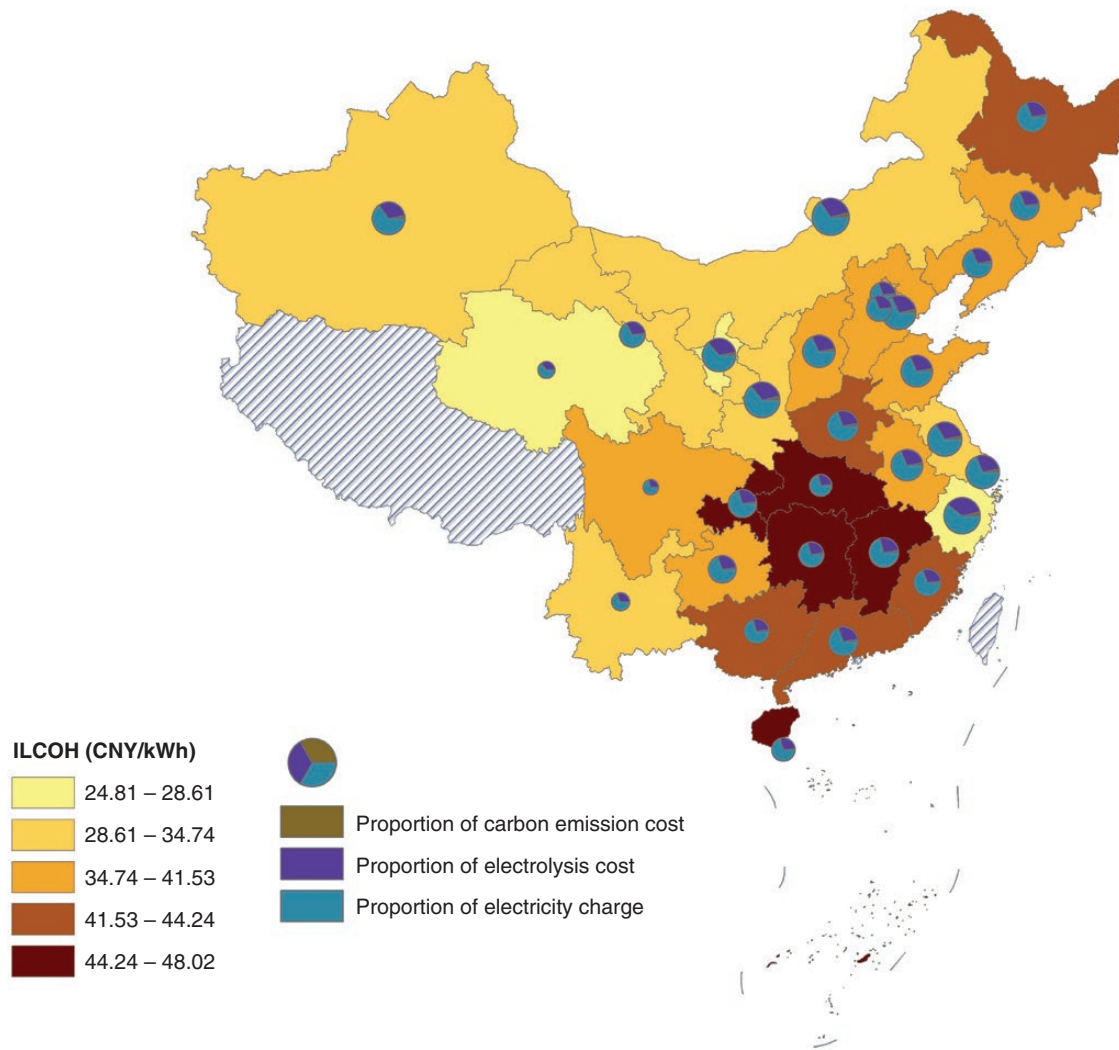 ILCOH (CNY/kWh)
24.81 – 28.61
28.61 – 34.74
34.74 – 41.53
41.53 – 44.24
44.24 – 48.02
Proportion of carbon emission cost
Proportion of electrolysis cost
Proportion of electricity charge